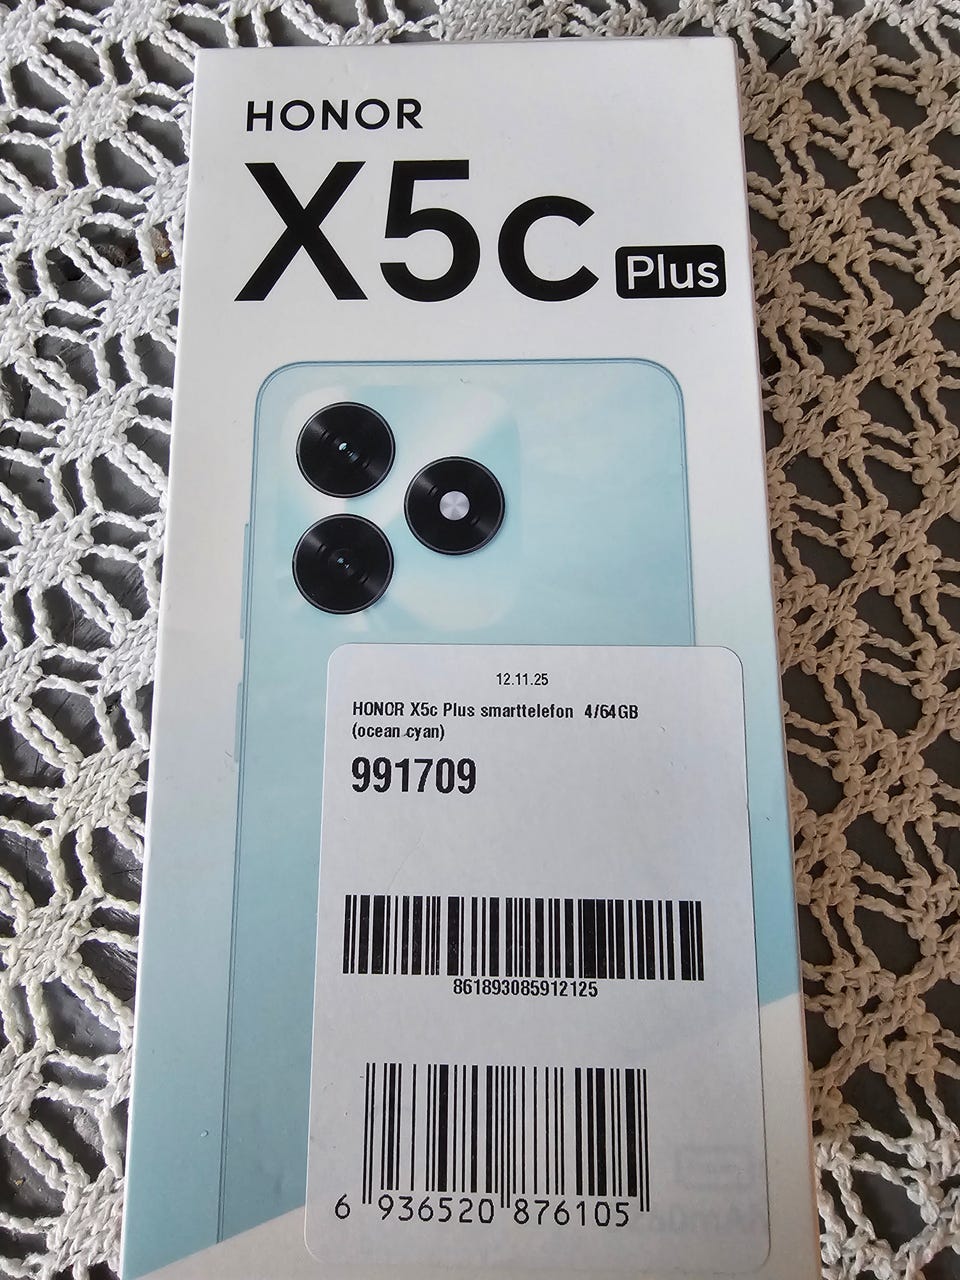 HONOR
X5c Plus
12.11.25
HONOR X5c Plus smarttelefon 4/64GB
(ocean cyan)
991709
861893085912125
6 936520 876105